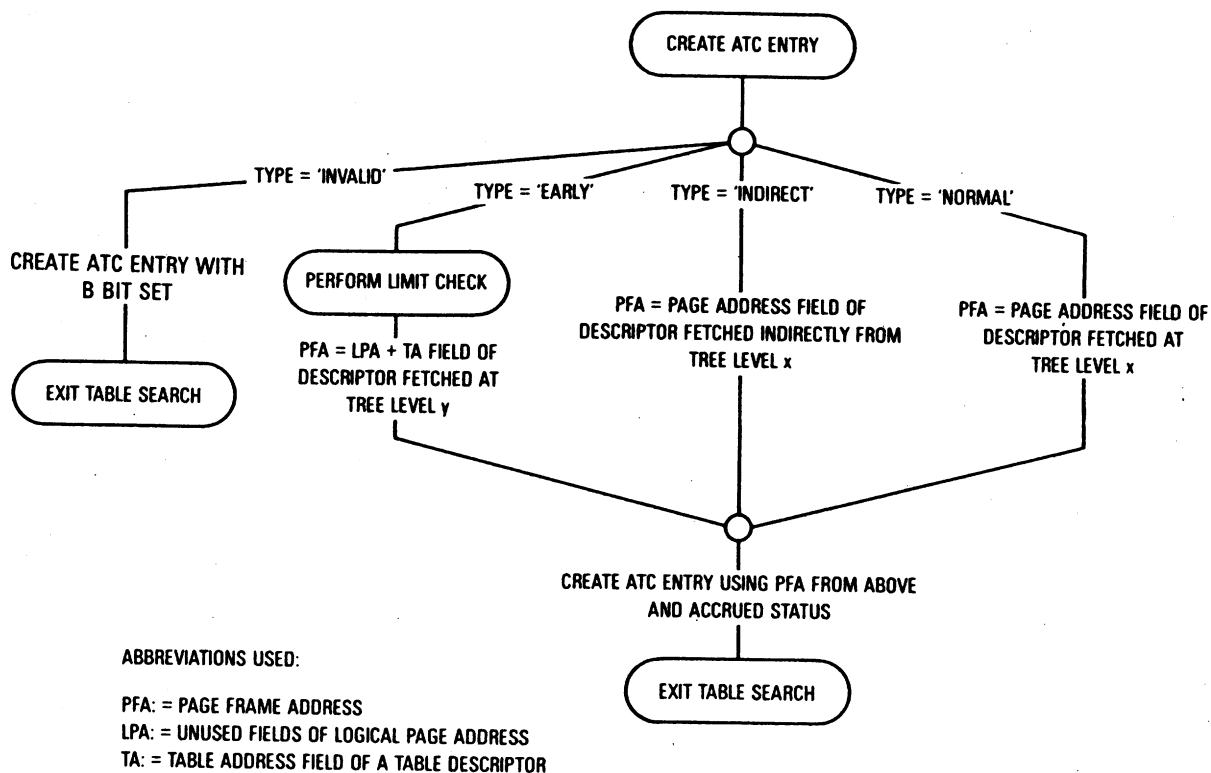 CREATE ATC ENTRY
TYPE = 'INVALID'
TYPE = 'EARLY'
TYPE = 'INDIRECT'
TYPE = 'NORMAL'
CREATE ATC ENTRY WITH
B BIT SET
EXIT TABLE SEARCH
PERFORM LIMIT CHECK
PFA = LPA + TA FIELD OF
DESCRIPTOR FETCHED AT
TREE LEVEL y
PFA = PAGE ADDRESS FIELD OF
DESCRIPTOR FETCHED INDIRECTLY FROM
TREE LEVEL x
PFA = PAGE ADDRESS FIELD OF
DESCRIPTOR FETCHED AT
TREE LEVEL x
CREATE ATC ENTRY USING PFA FROM ABOVE
AND ACCRUED STATUS
EXIT TABLE SEARCH
ABBREVIATIONS USED:
PFA: = PAGE FRAME ADDRESS
LPA: = UNUSED FIELDS OF LOGICAL PAGE ADDRESS
TA: = TABLE ADDRESS FIELD OF A TABLE DESCRIPTOR